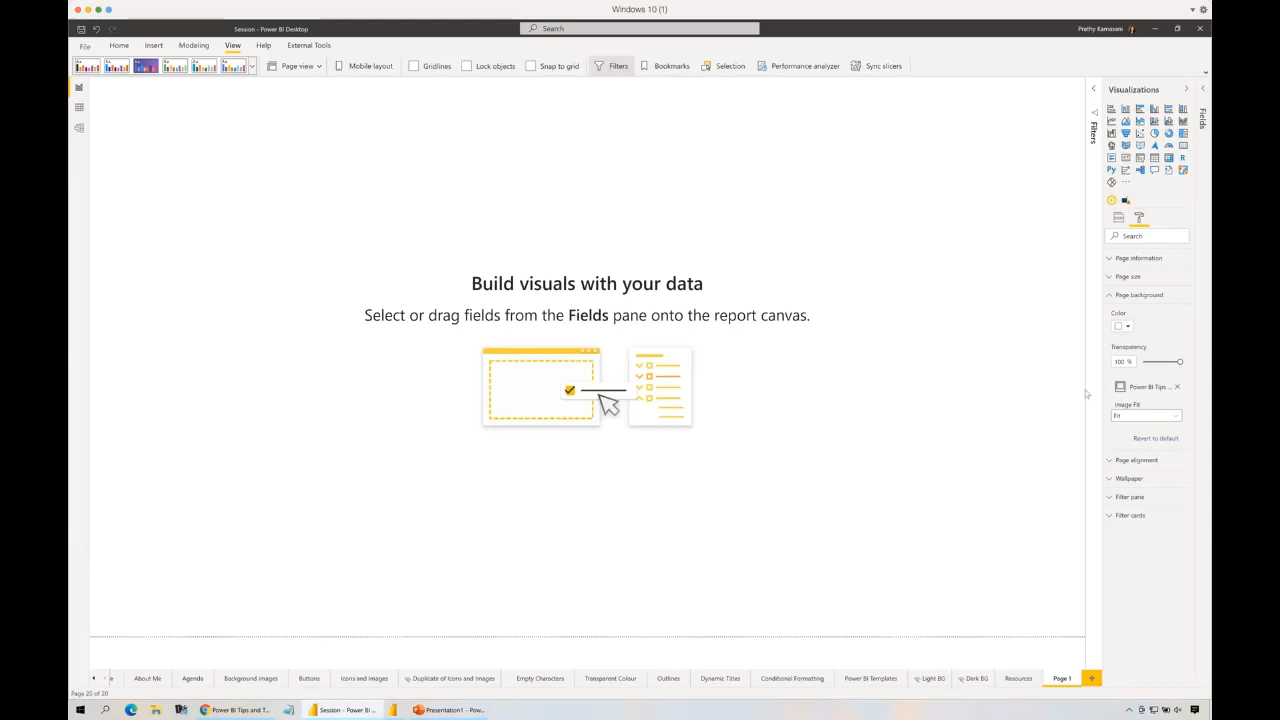 Windows 10 (1)
Session - Power BI Desktop
Search
Prathy Kamasani
File
Home
Insert
Modeling
View
Help
External Tools
Page view
Mobile layout
Gridlines
Lock objects
Snap to grid
Filters
Bookmarks
Selection
Performance analyzer
Sync slicers
Filters
Visualizations
Fields
R
Py
Search
Page information
Page size
Page background
Color
Transparency
100 %
Power BI Tips ...
Image Fit
Fit
Revert to default
Page alignment
Wallpaper
Filter pane
Filter cards
Build visuals with your data
Select or drag fields from the Fields pane onto the report canvas.
About Me
Agenda
Background images
Buttons
Icons and Images
Duplicate of Icons and Images
Empty Characters
Transparent Colour
Outlines
Dynamic Titles
Conditional Formatting
Power BI Templates
Light BG
Dark BG
Resources
Page 1
Page 20 of 20
Power BI Tips and T...
Session - Power BI ...
Presentation1 - Pow...